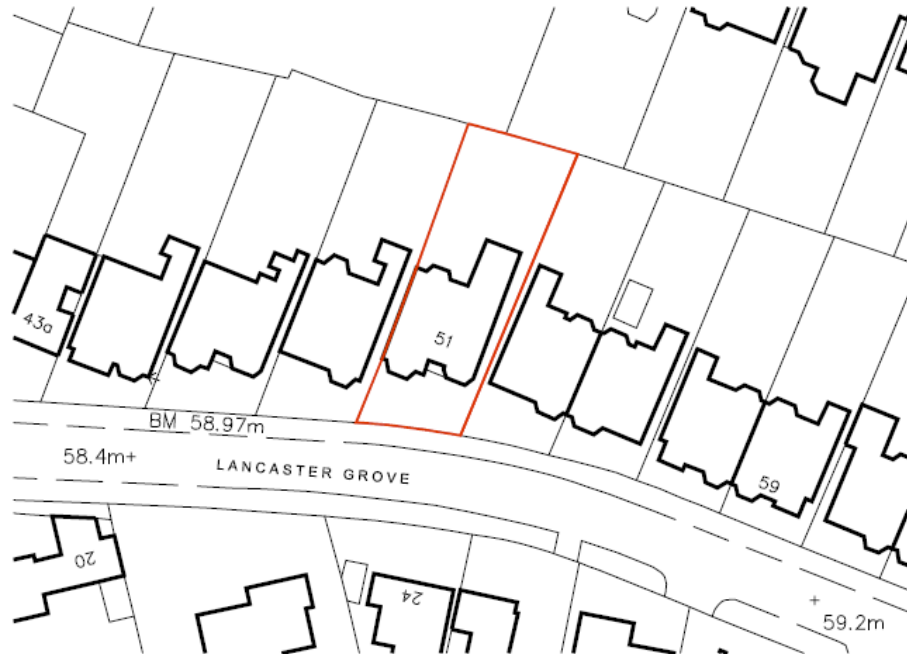 43a
51
BM 58.97m
58.4m+
LANCASTER GROVE
59
20
24
+
59.2m